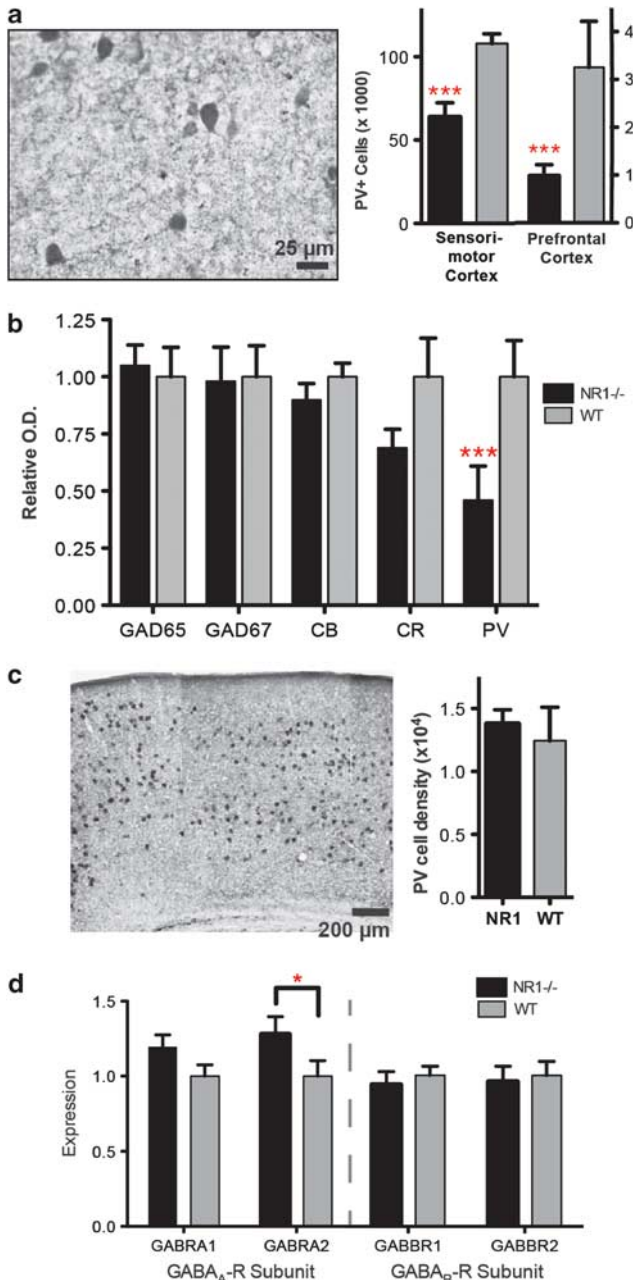 a
25 µm
PV+ Cells (x 1000)
100
50
0
***
***
4
3
2
1
0
Sensori-
motor
Cortex
Prefrontal
Cortex
b
Relative O.D.
1.25
1.00
0.75
0.50
0.25
0.00
***
GAD65
GAD67
CB
CR
PV
NR1-/-
WT
c
200 µm
PV cell density (x10⁴)
1.5
1.0
0.5
0.0
NR1
WT
d
Expression
1.5
1.0
0.5
0.0
*
NR1-/-
WT
GABRA1
GABRA2
GABBR1
GABBR2
GABA_A-R Subunit
GABA_B-R Subunit